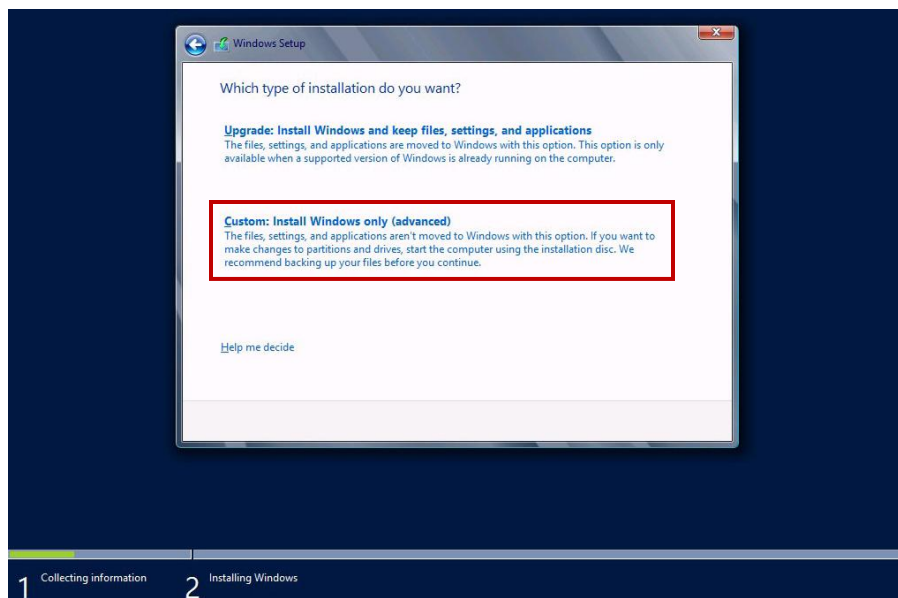 Windows Setup
Which type of installation do you want?
Upgrade: Install Windows and keep files, settings, and applications
The files, settings, and applications are moved to Windows with this option. This option is only
available when a supported version of Windows is already running on the computer.
Custom: Install Windows only (advanced)
The files, settings, and applications aren't moved to Windows with this option. If you want to
make changes to partitions and drives, start the computer using the installation disc. We
recommend backing up your files before you continue.
Help me decide
1 Collecting information
2 Installing Windows